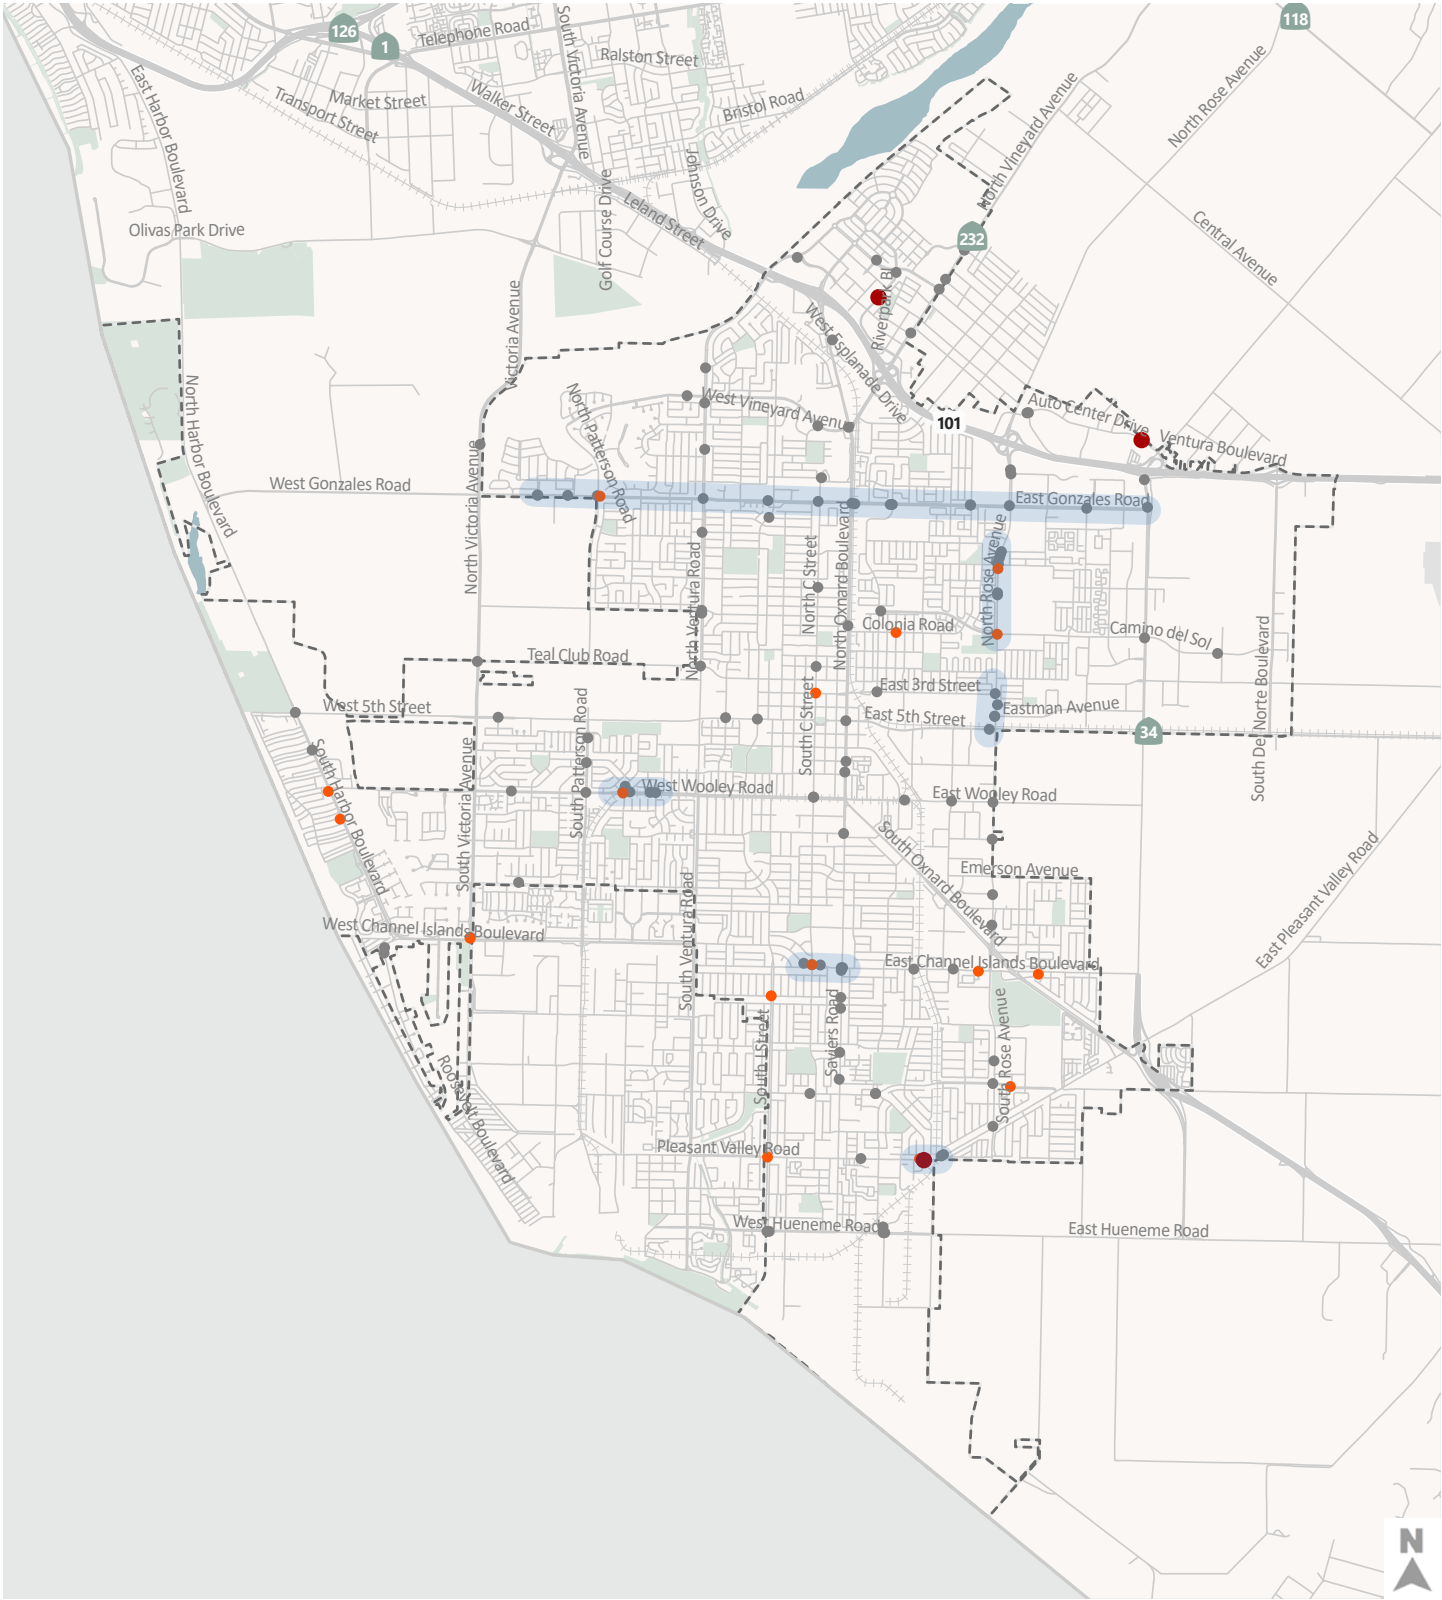 126
1
Telephone Road
South Victoria Avenue
Ralston Street
118
East Harbor Boulevard
Market Street
Transport Street
Walker Street
Bristol Road
North Vineyard Avenue
North Rose Avenue
Johnson Drive
Golf Course Drive
Leland Street
Olivas Park Drive
232
Central Avenue
Victoria Avenue
Riverpark Bl
West Esplanade Drive
North Harbor Boulevard
North Patterson Road
West Vineyard Avenue
101
Auto Center Drive
Ventura Boulevard
West Gonzales Road
East Gonzales Road
North Victoria Avenue
North Ventura Road
North C Street
North Oxnard Boulevard
North Rose Avenue
Colonia Road
Camino del Sol
Teal Club Road
East 3rd Street
West 5th Street
East 5th Street
Eastman Avenue
34
South Del Norte Boulevard
South Harbor Boulevard
South Victoria Avenue
South Patterson Road
South C Street
West Wooley Road
East Wooley Road
South Oxnard Boulevard
Emerson Avenue
East Pleasant Valley Road
West Channel Islands Boulevard
South Ventura Road
East Channel Islands Boulevard
Roosevelt Boulevard
South J Street
Saviers Road
South Rose Avenue
Pleasant Valley Road
West Hueneme Road
East Hueneme Road
N